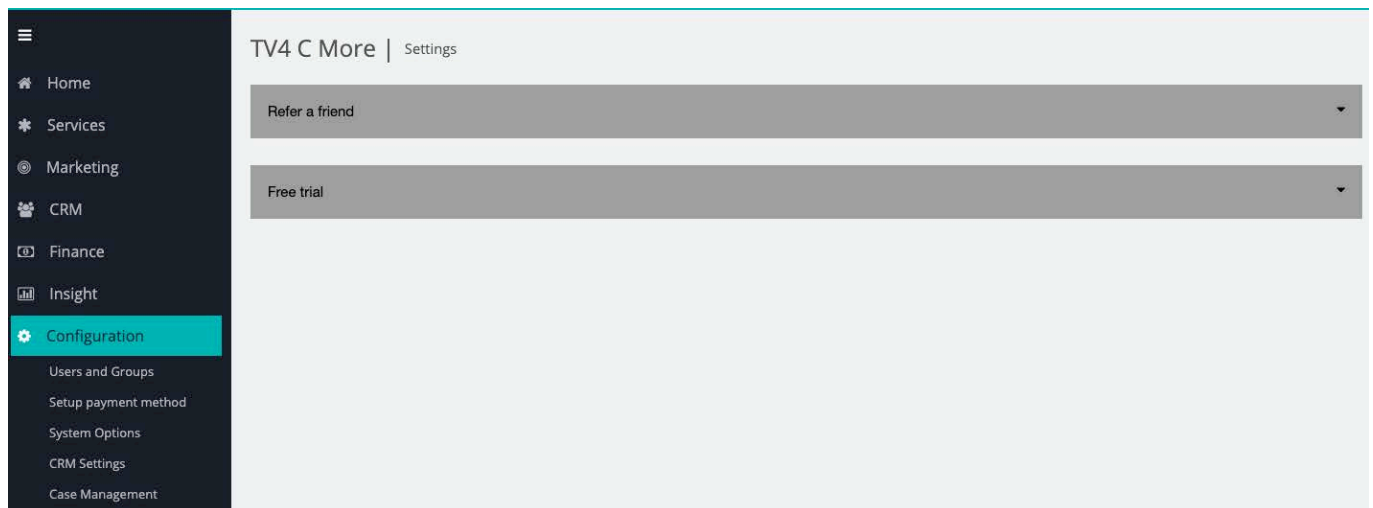 TV4 C More | Settings
Home
Services
Marketing
CRM
Finance
Insight
Configuration
Users and Groups
Setup payment method
System Options
CRM Settings
Case Management
Refer a friend
Free trial